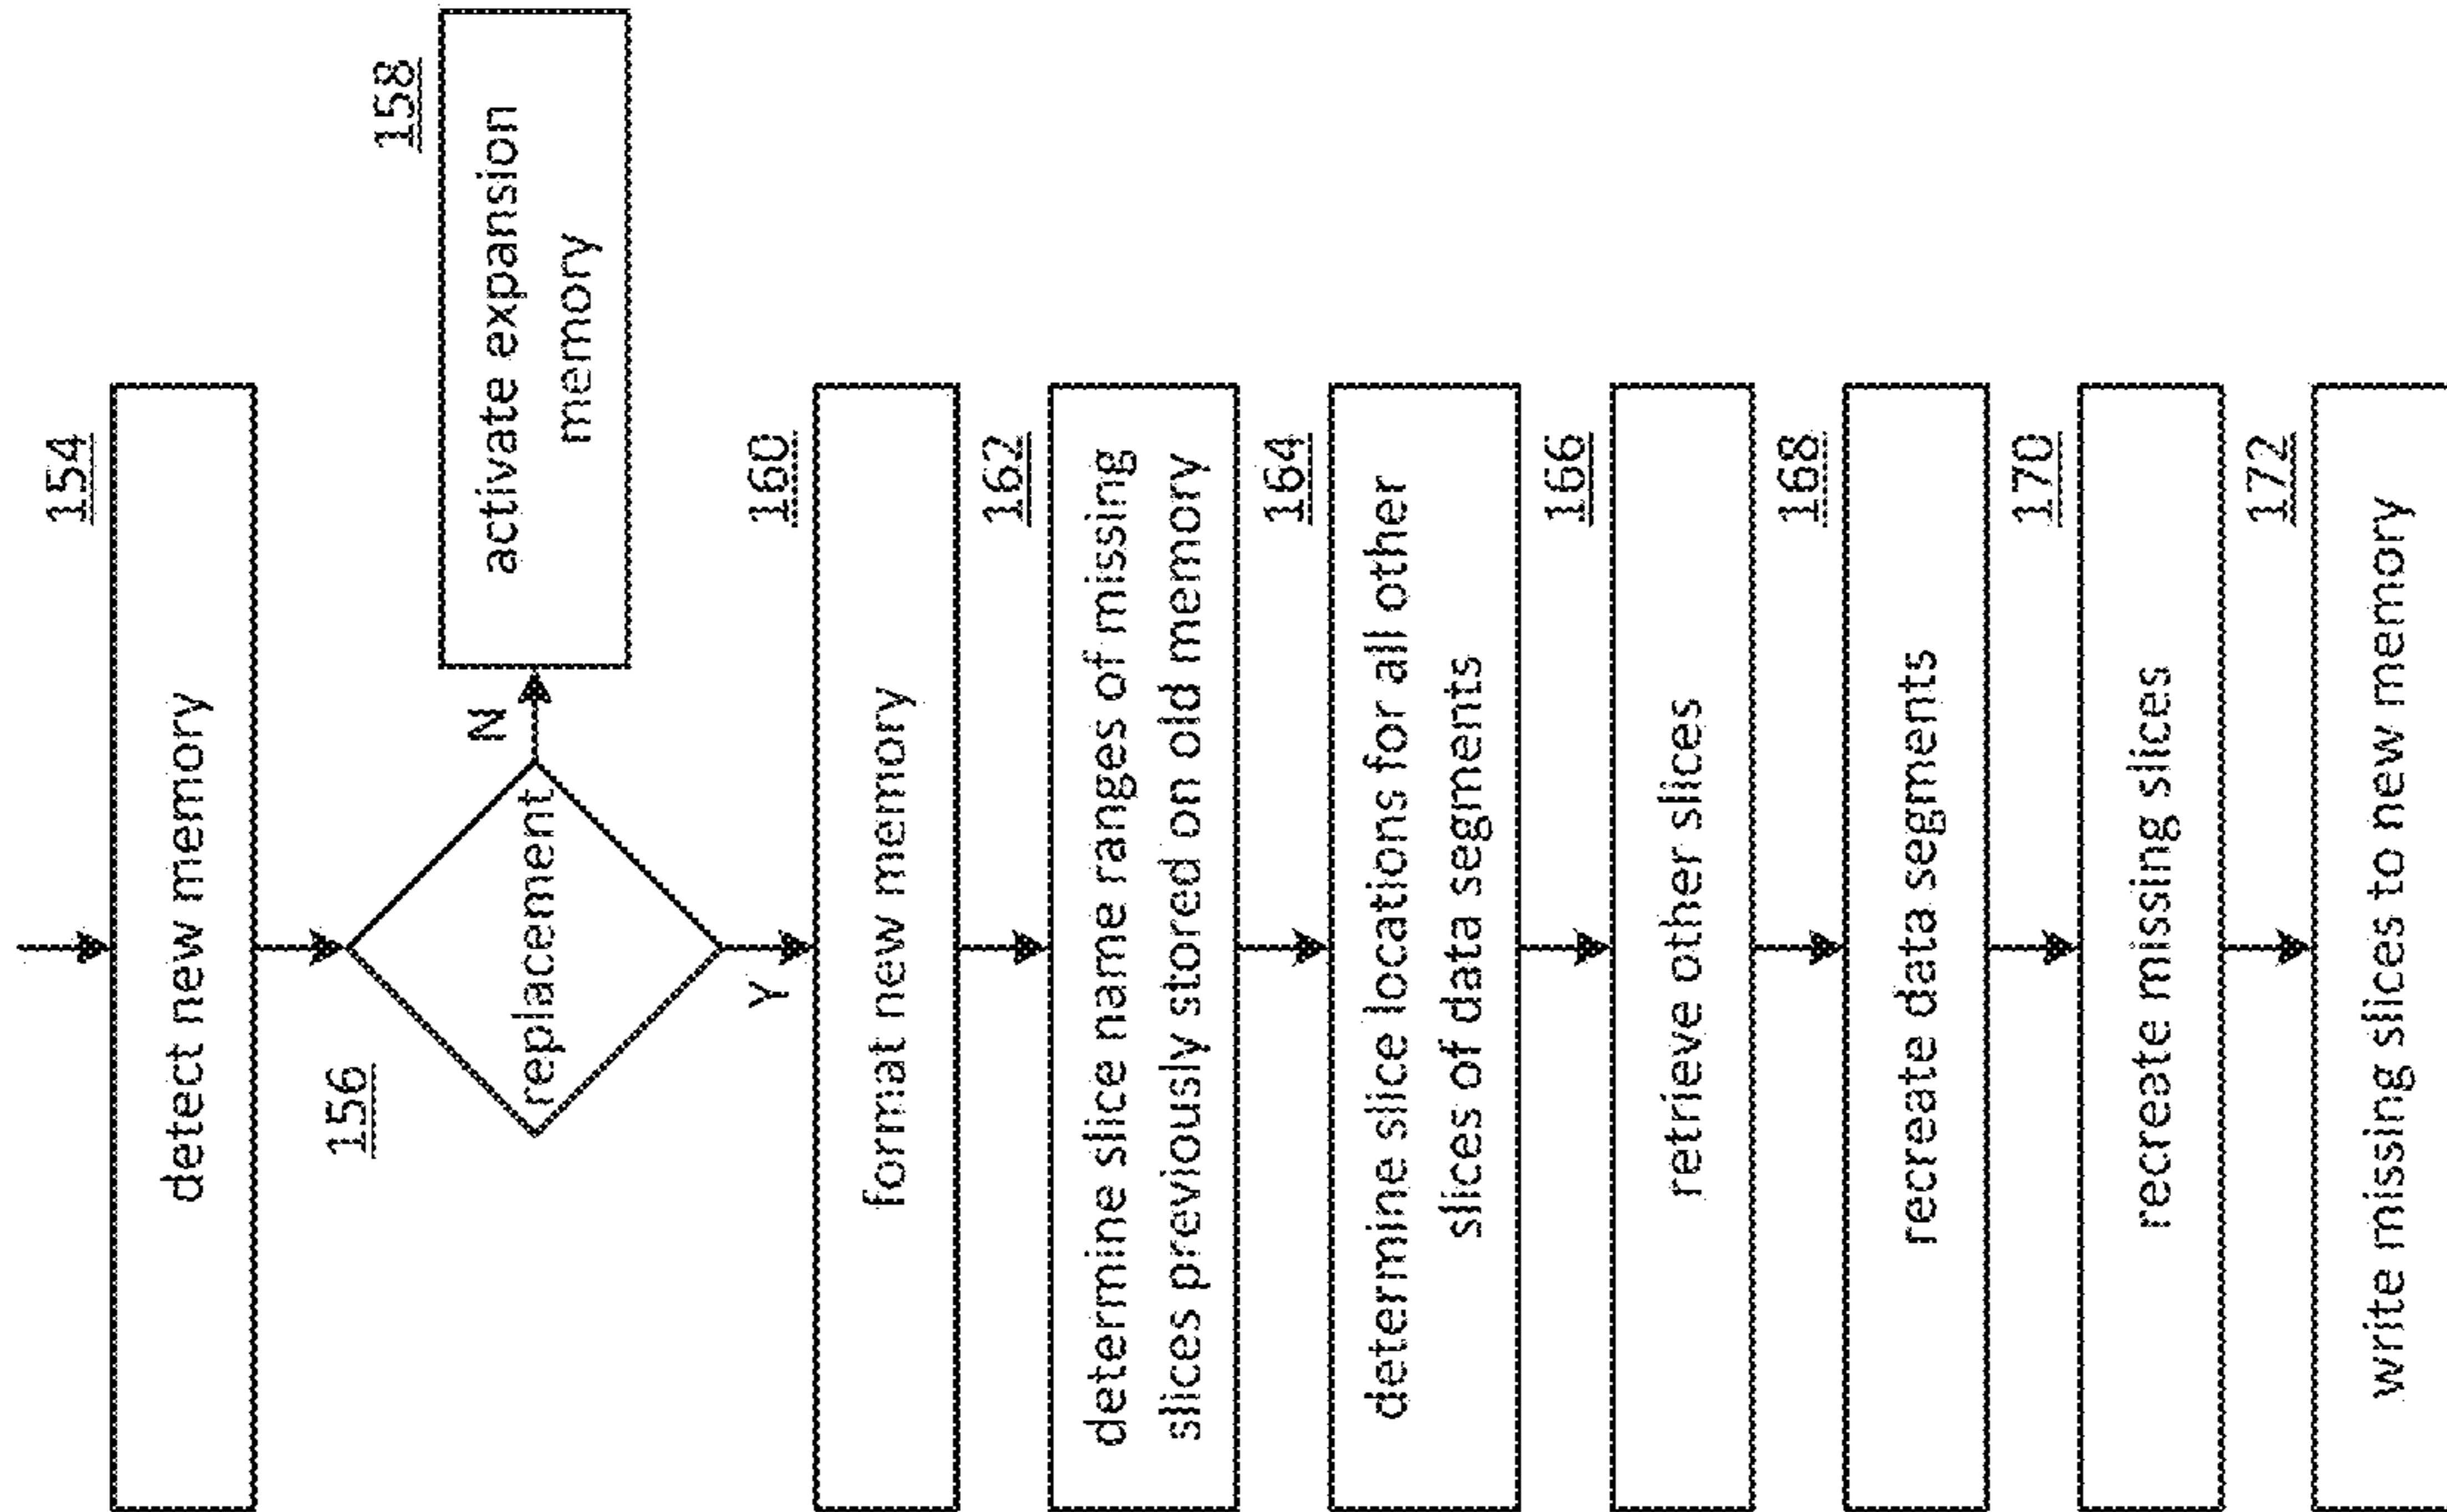 154
detect new memory
156
replacement
N
158
activate expansion
memory
Y
160
format new memory
162
determine slice name ranges of missing
slices previously stored on old memory
164
determine slice locations for all other
slices of data segments
166
retrieve other slices
168
recreate data segments
170
recreate missing slices
172
write missing slices to new memory